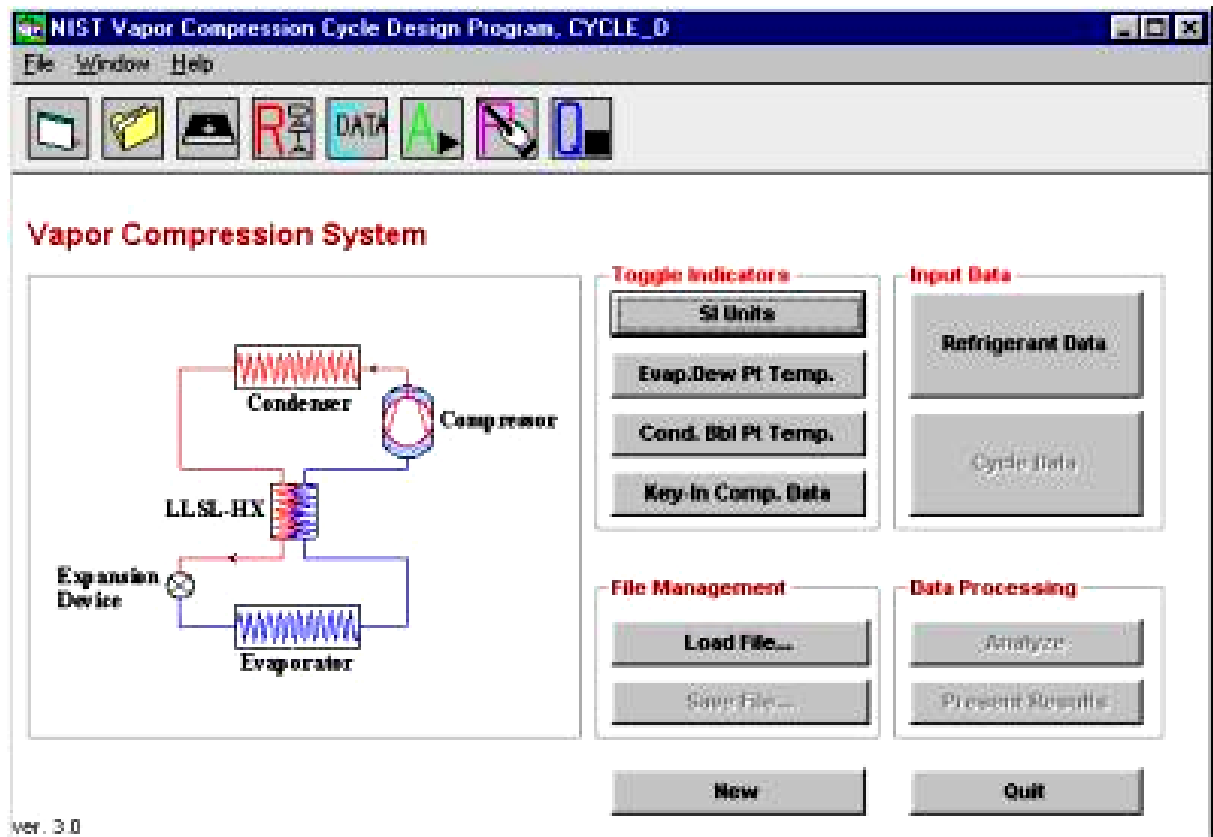 NIST Vapor Compression Cycle Design Program, CYCLE_D
File Window Help
DATA
Vapor Compression System
Toggle Indicators
SI Units
Evap.Dew Pt Temp.
Cond. Bbl Pt Temp.
Key-In Comp. Data
Input Data
Refrigerant Data
Cycle Data
Condenser
Compressor
LLSL-HX
Expansion
Device
Evaporator
File Management
Load File...
Save File...
Data Processing
Analyze
Present Results
New
Quit
ver. 3.0